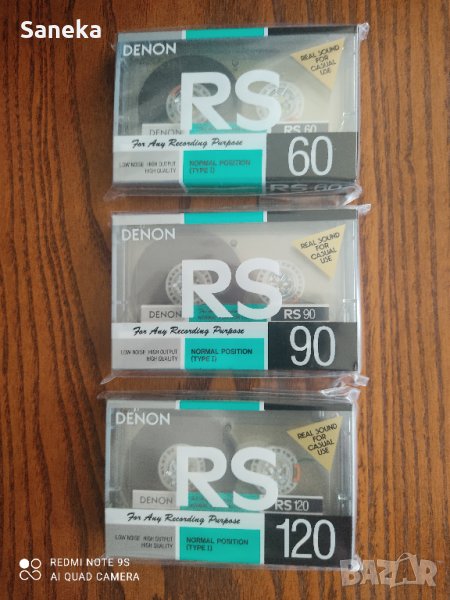 Saneka
DENON
REAL SOUND
FOR
CASUAL
USE
RS
DENON
RS 60
For Any Recording Purpose
60
LOW NOISE HIGH OUTPUT
HIGH QUALITY
NORMAL POSITION
(TYPE I)
RS 60
DENON
REAL SOUND
FOR
CASUAL
USE
RS
DENON
RS 90
For Any Recording Purpose
90
LOW NOISE HIGH OUTPUT
HIGH QUALITY
NORMAL POSITION
(TYPE I)
DENON
REAL SOUND
FOR
CASUAL
USE
RS
DENON
RS 120
For Any Recording Purpose
120
LOW NOISE HIGH OUTPUT
HIGH QUALITY
NORMAL POSITION
(TYPE I)
REDMI NOTE 9S
AI QUAD CAMERA
BAZAR